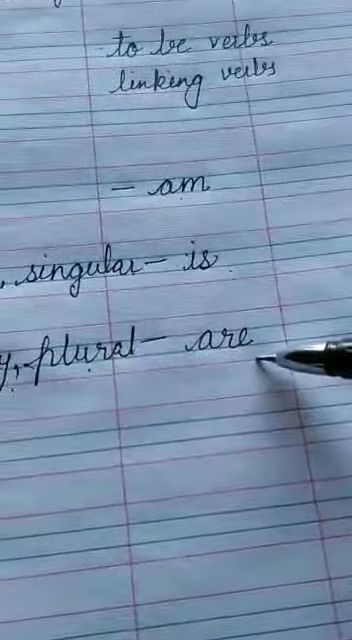 to be verbs
linking verbs
- am
, singular - is
y, plural - are